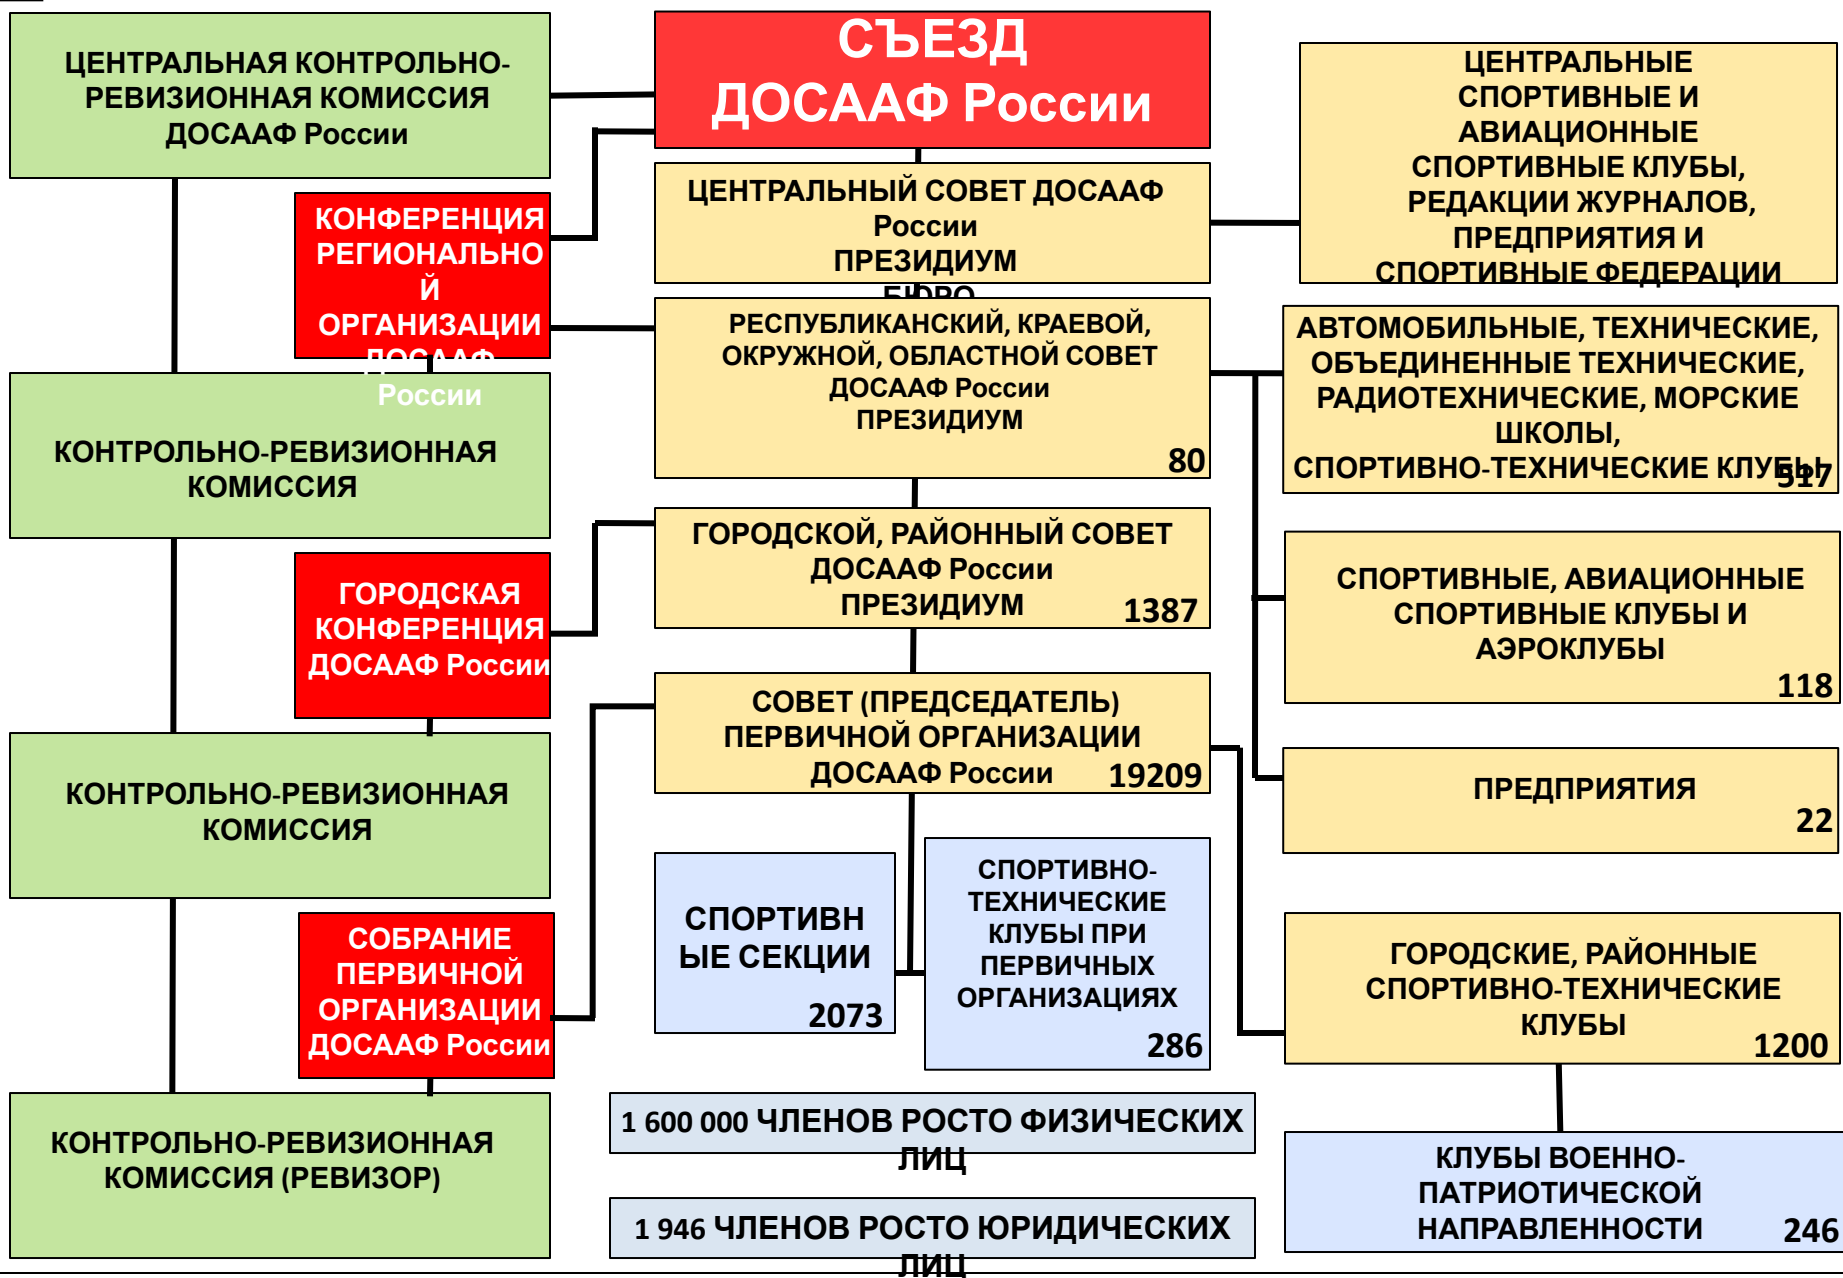 СЪЕЗД
ДОСААФ России
ЦЕНТРАЛЬНАЯ КОНТРОЛЬНО-
РЕВИЗИОННАЯ КОМИССИЯ
ДОСААФ России
ЦЕНТРАЛЬНЫЕ
СПОРТИВНЫЕ И
АВИАЦИОННЫЕ
СПОРТИВНЫЕ КЛУБЫ,
РЕДАКЦИИ ЖУРНАЛОВ,
ПРЕДПРИЯТИЯ И
СПОРТИВНЫЕ ФЕДЕРАЦИИ
КОНФЕРЕНЦИЯ
РЕГИОНАЛЬНО
Й
ОРГАНИЗАЦИИ
ДОСААФ
России
ЦЕНТРАЛЬНЫЙ СОВЕТ ДОСААФ
России
ПРЕЗИДИУМ
БЮРО
РЕСПУБЛИКАНСКИЙ, КРАЕВОЙ,
ОКРУЖНОЙ, ОБЛАСТНОЙ СОВЕТ
ДОСААФ России
ПРЕЗИДИУМ
80
АВТОМОБИЛЬНЫЕ, ТЕХНИЧЕСКИЕ,
ОБЪЕДИНЕННЫЕ ТЕХНИЧЕСКИЕ,
РАДИОТЕХНИЧЕСКИЕ, МОРСКИЕ
ШКОЛЫ,
СПОРТИВНО-ТЕХНИЧЕСКИЕ КЛУБЫ
517
КОНТРОЛЬНО-РЕВИЗИОННАЯ
КОМИССИЯ
ГОРОДСКОЙ, РАЙОННЫЙ СОВЕТ
ДОСААФ России
ПРЕЗИДИУМ
1387
ГОРОДСКАЯ
КОНФЕРЕНЦИЯ
ДОСААФ России
СПОРТИВНЫЕ, АВИАЦИОННЫЕ
СПОРТИВНЫЕ КЛУБЫ И
АЭРОКЛУБЫ
118
СОВЕТ (ПРЕДСЕДАТЕЛЬ)
ПЕРВИЧНОЙ ОРГАНИЗАЦИИ
ДОСААФ России
19209
КОНТРОЛЬНО-РЕВИЗИОННАЯ
КОМИССИЯ
ПРЕДПРИЯТИЯ
22
СПОРТИВН
ЫЕ СЕКЦИИ
2073
СПОРТИВНО-
ТЕХНИЧЕСКИЕ
КЛУБЫ ПРИ
ПЕРВИЧНЫХ
ОРГАНИЗАЦИЯХ
286
СОБРАНИЕ
ПЕРВИЧНОЙ
ОРГАНИЗАЦИИ
ДОСААФ России
ГОРОДСКИЕ, РАЙОННЫЕ
СПОРТИВНО-ТЕХНИЧЕСКИЕ
КЛУБЫ
1200
КОНТРОЛЬНО-РЕВИЗИОННАЯ
КОМИССИЯ (РЕВИЗОР)
1 600 000 ЧЛЕНОВ РОСТО ФИЗИЧЕСКИХ
ЛИЦ
1 946 ЧЛЕНОВ РОСТО ЮРИДИЧЕСКИХ
ЛИЦ
КЛУБЫ ВОЕННО-
ПАТРИОТИЧЕСКОЙ
НАПРАВЛЕННОСТИ
246